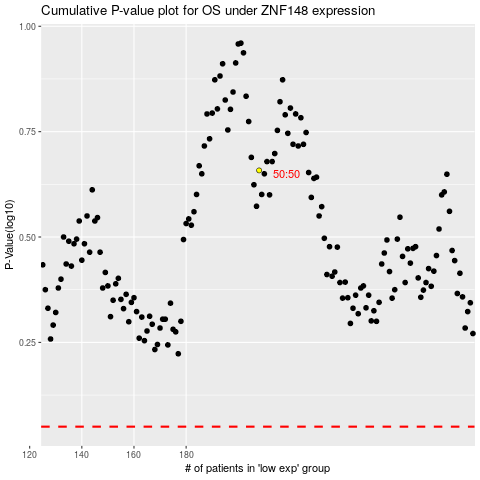 Cumulative P-value plot for OS under ZNF148 expression
1.00
0.75
0.50
0.25
P-Value(log10)
50:50
120 140 160 180
# of patients in 'low exp' group